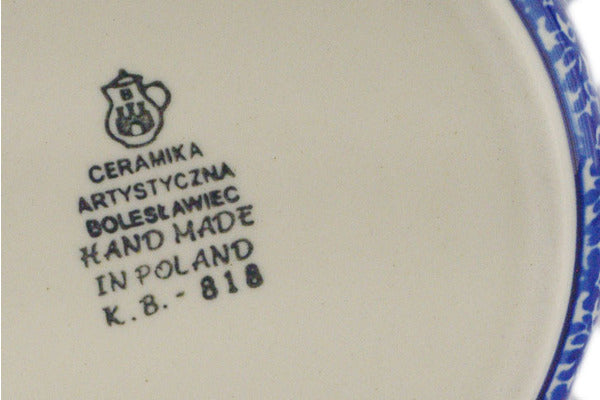 B
CERAMIKA
ARTYSTYCZNA
BOLESŁAWIEC
HAND MADE
IN POLAND
K.B.-818